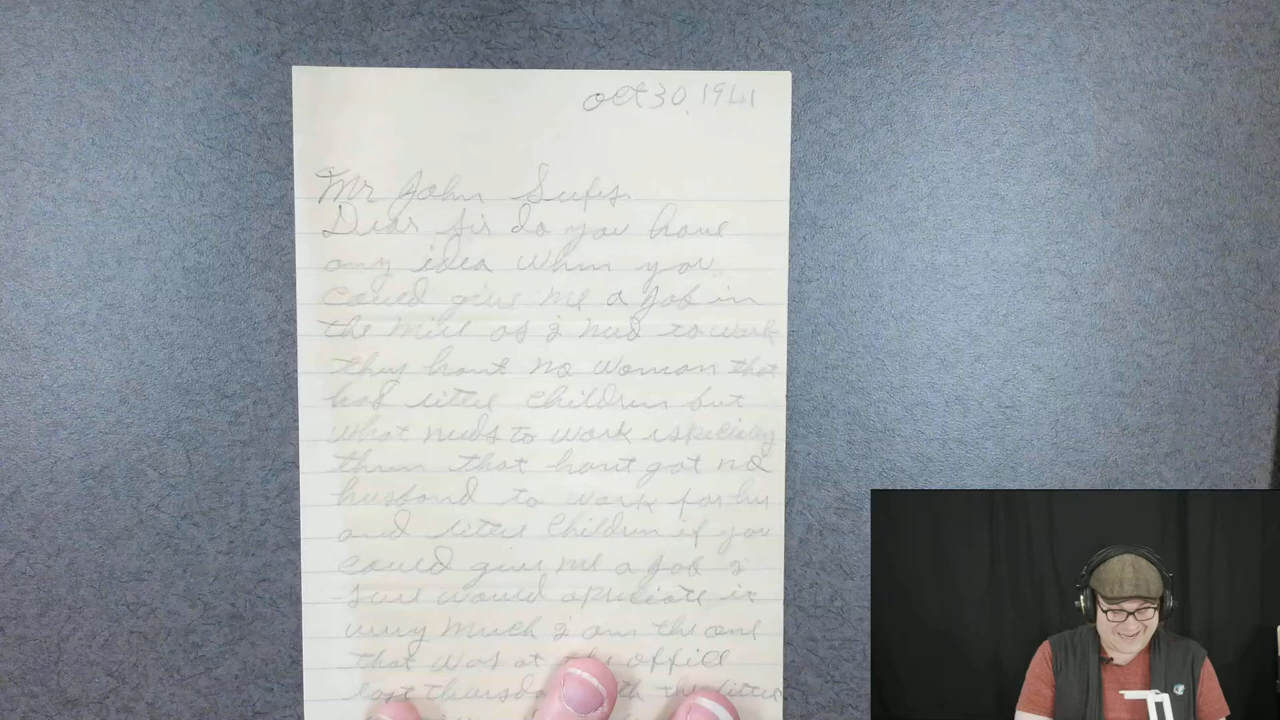 Oct 30, 1941
Mr John
Dear Sir do you have
any idea when you
could give me a Job in
the mill as i need to work
they hant no woman that
has little children but
what needs to work ispecialy
them that hant got no
husband to work for her
and little Children if you
could give me a job i
Sure would apreciate it
very much i am the one
that was at the office
last thursday with the little